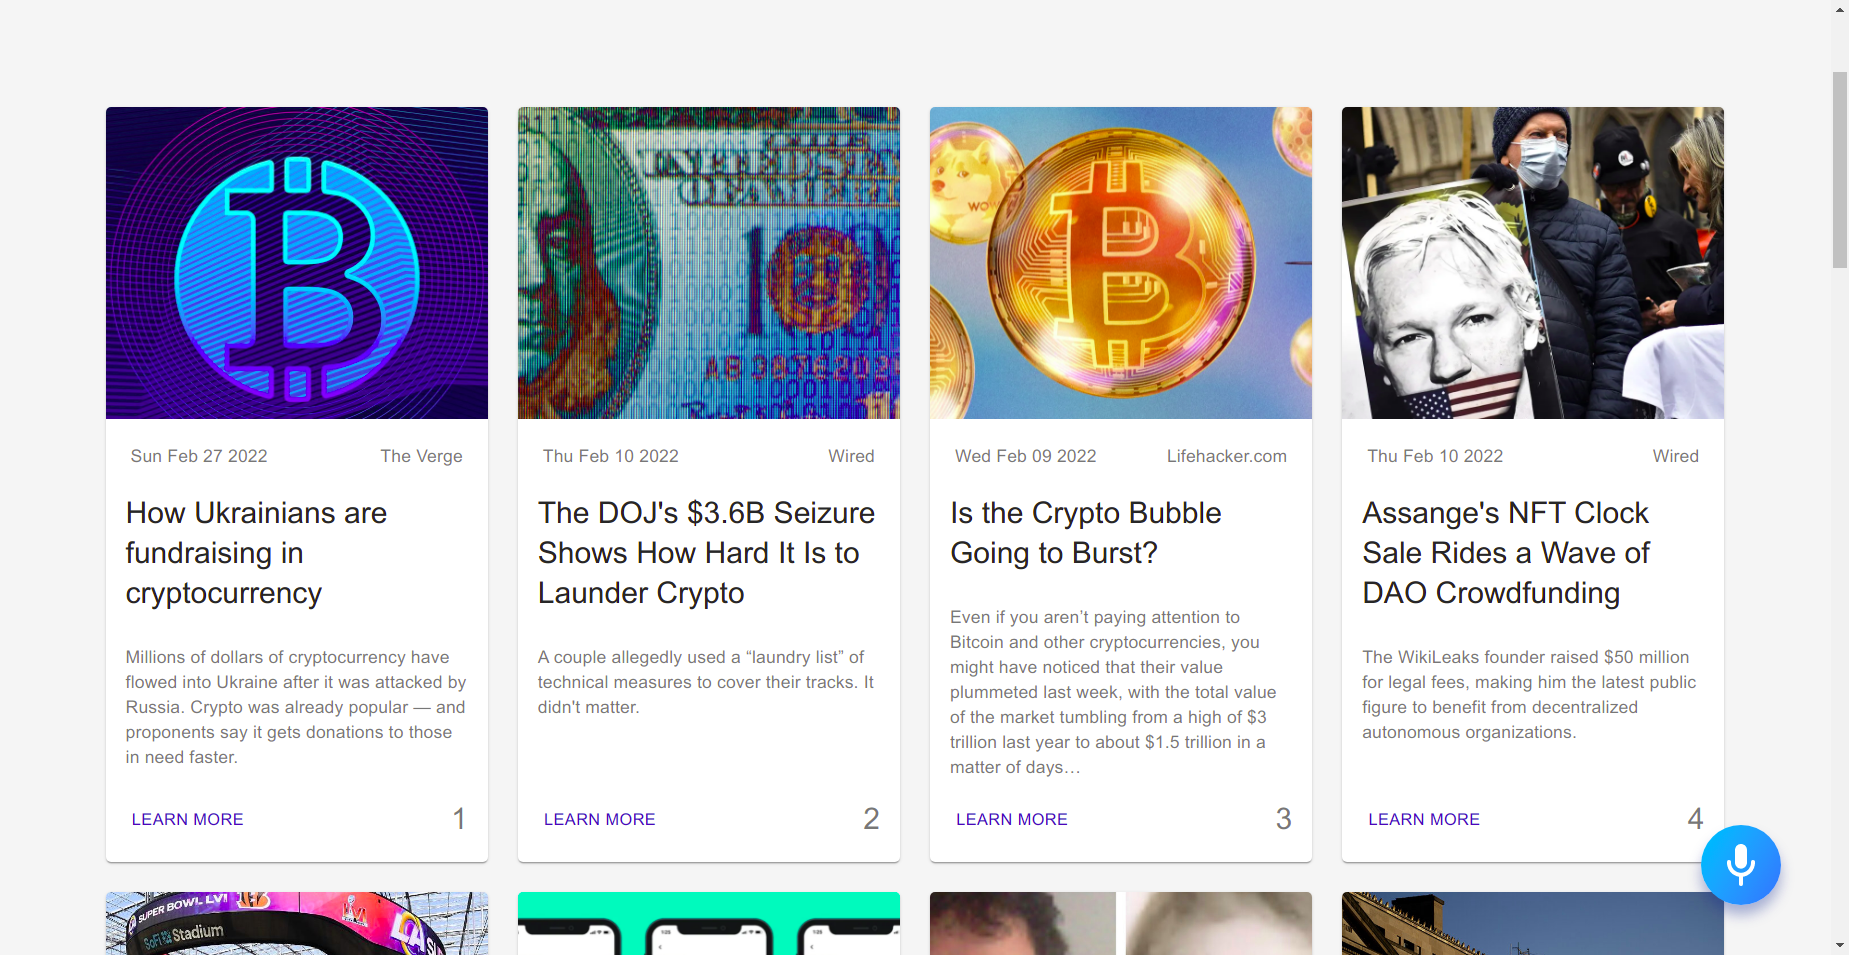 WOW
Sun Feb 27 2022 The Verge
How Ukrainians are
fundraising in
cryptocurrency
Millions of dollars of cryptocurrency have
flowed into Ukraine after it was attacked by
Russia. Crypto was already popular — and
proponents say it gets donations to those
in need faster.
LEARN MORE 1
Thu Feb 10 2022 Wired
The DOJ's $3.6B Seizure
Shows How Hard It Is to
Launder Crypto
A couple allegedly used a “laundry list” of
technical measures to cover their tracks. It
didn't matter.
LEARN MORE 2
Wed Feb 09 2022 Lifehacker.com
Is the Crypto Bubble
Going to Burst?
Even if you aren’t paying attention to
Bitcoin and other cryptocurrencies, you
might have noticed that their value
plummeted last week, with the total value
of the market tumbling from a high of $3
trillion last year to about $1.5 trillion in a
matter of days…
LEARN MORE 3
Thu Feb 10 2022 Wired
Assange's NFT Clock
Sale Rides a Wave of
DAO Crowdfunding
The WikiLeaks founder raised $50 million
for legal fees, making him the latest public
figure to benefit from decentralized
autonomous organizations.
LEARN MORE 4
SUPER BOWL LVI
SoFi Stadium